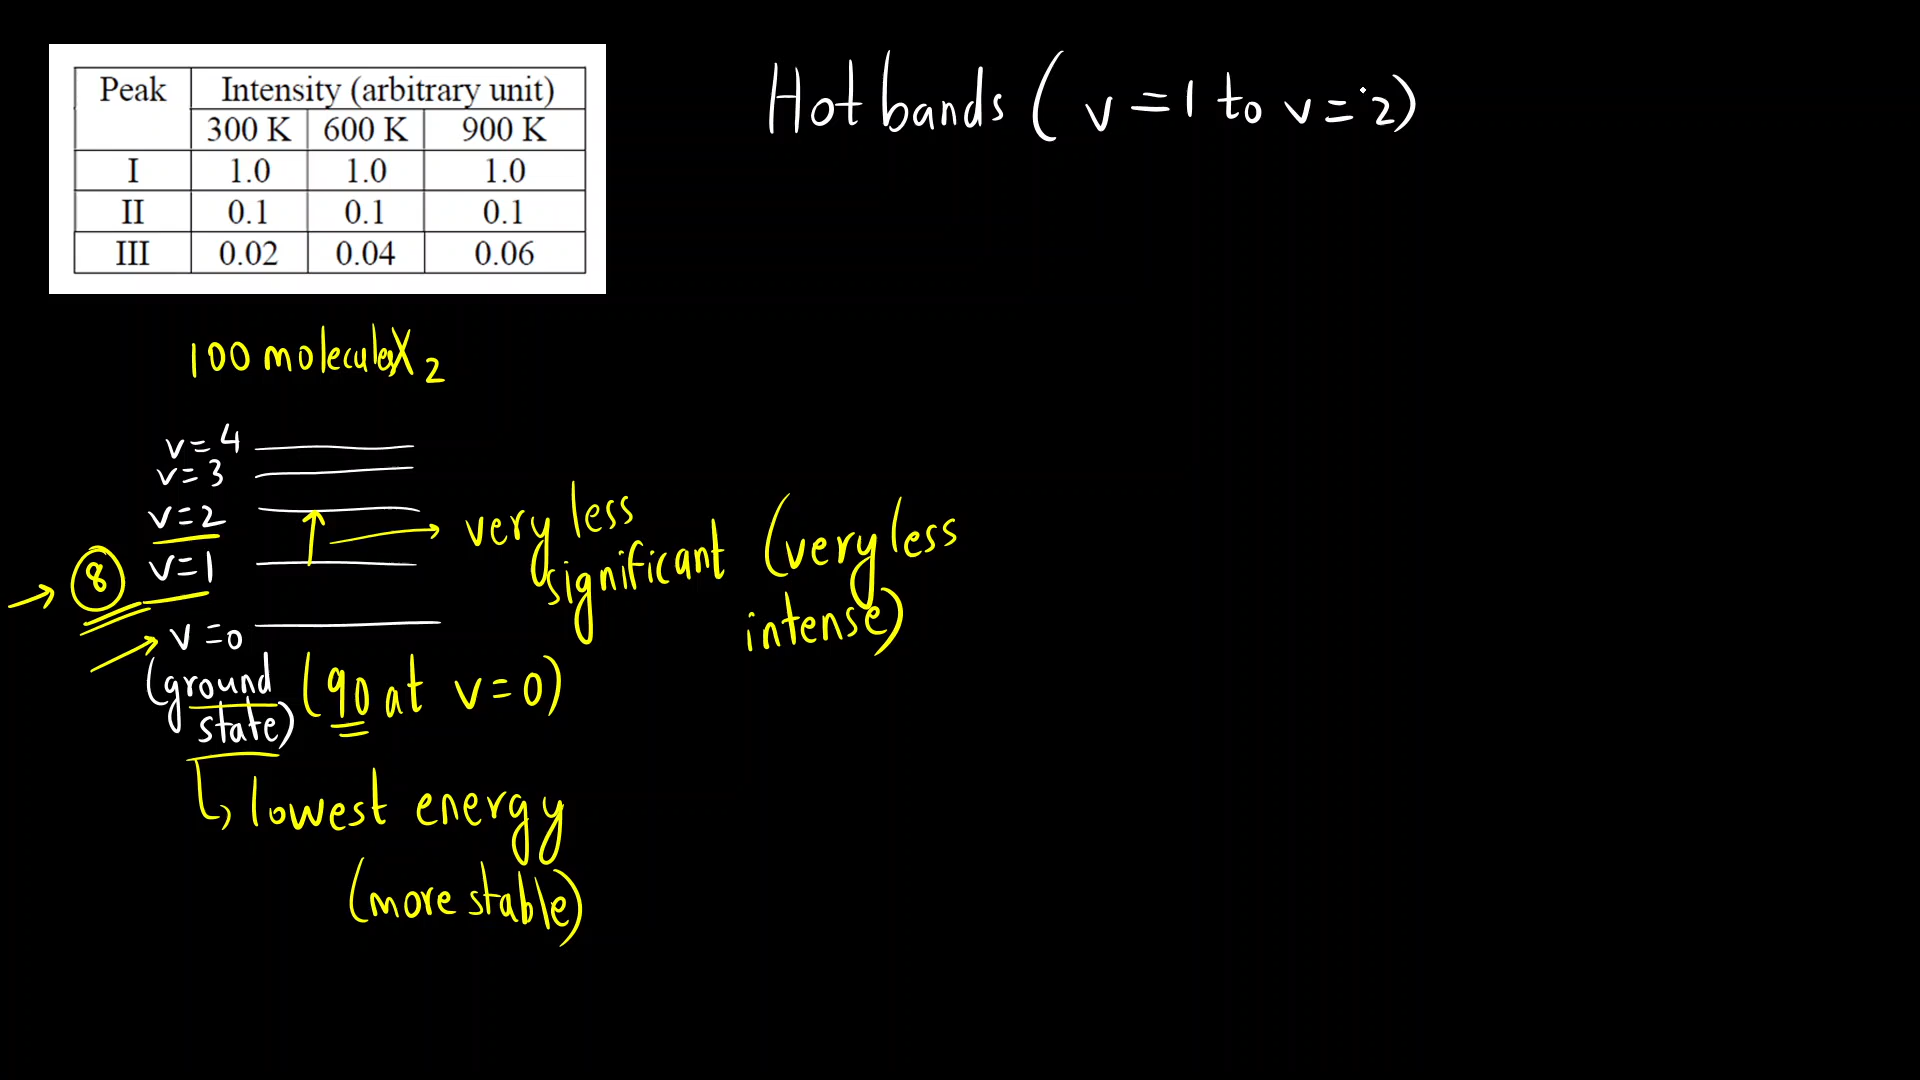 Peak Intensity (arbitrary unit)
300 K 600 K 900 K
I 1.0 1.0 1.0
II 0.1 0.1 0.1
III 0.02 0.04 0.06
Hot bands ( v = 1 to v = 2)
100 molecules X2
v = 4
v = 3
v = 2
8 v = 1
v = 0
(ground
state)
(90 at v = 0)
lowest energy
(more stable)
very less
significant
(very less
intense)